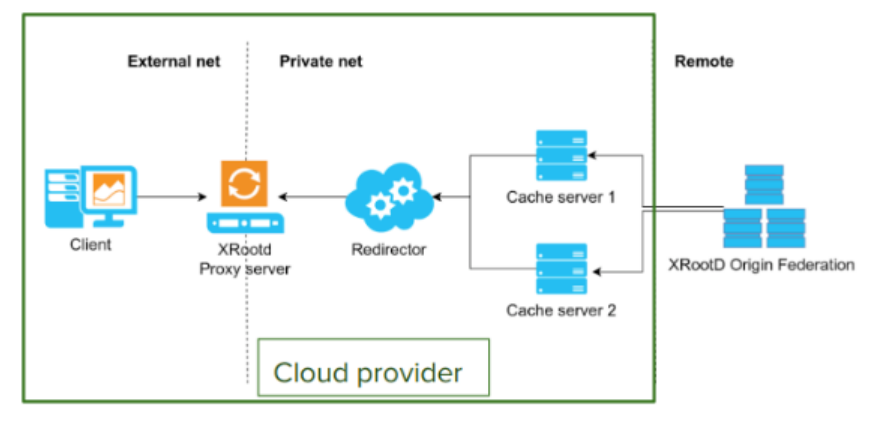 External net
Private net
Remote
Client
XRootd
Proxy server
Redirector
Cache server 1
Cache server 2
XRootD Origin Federation
Cloud provider